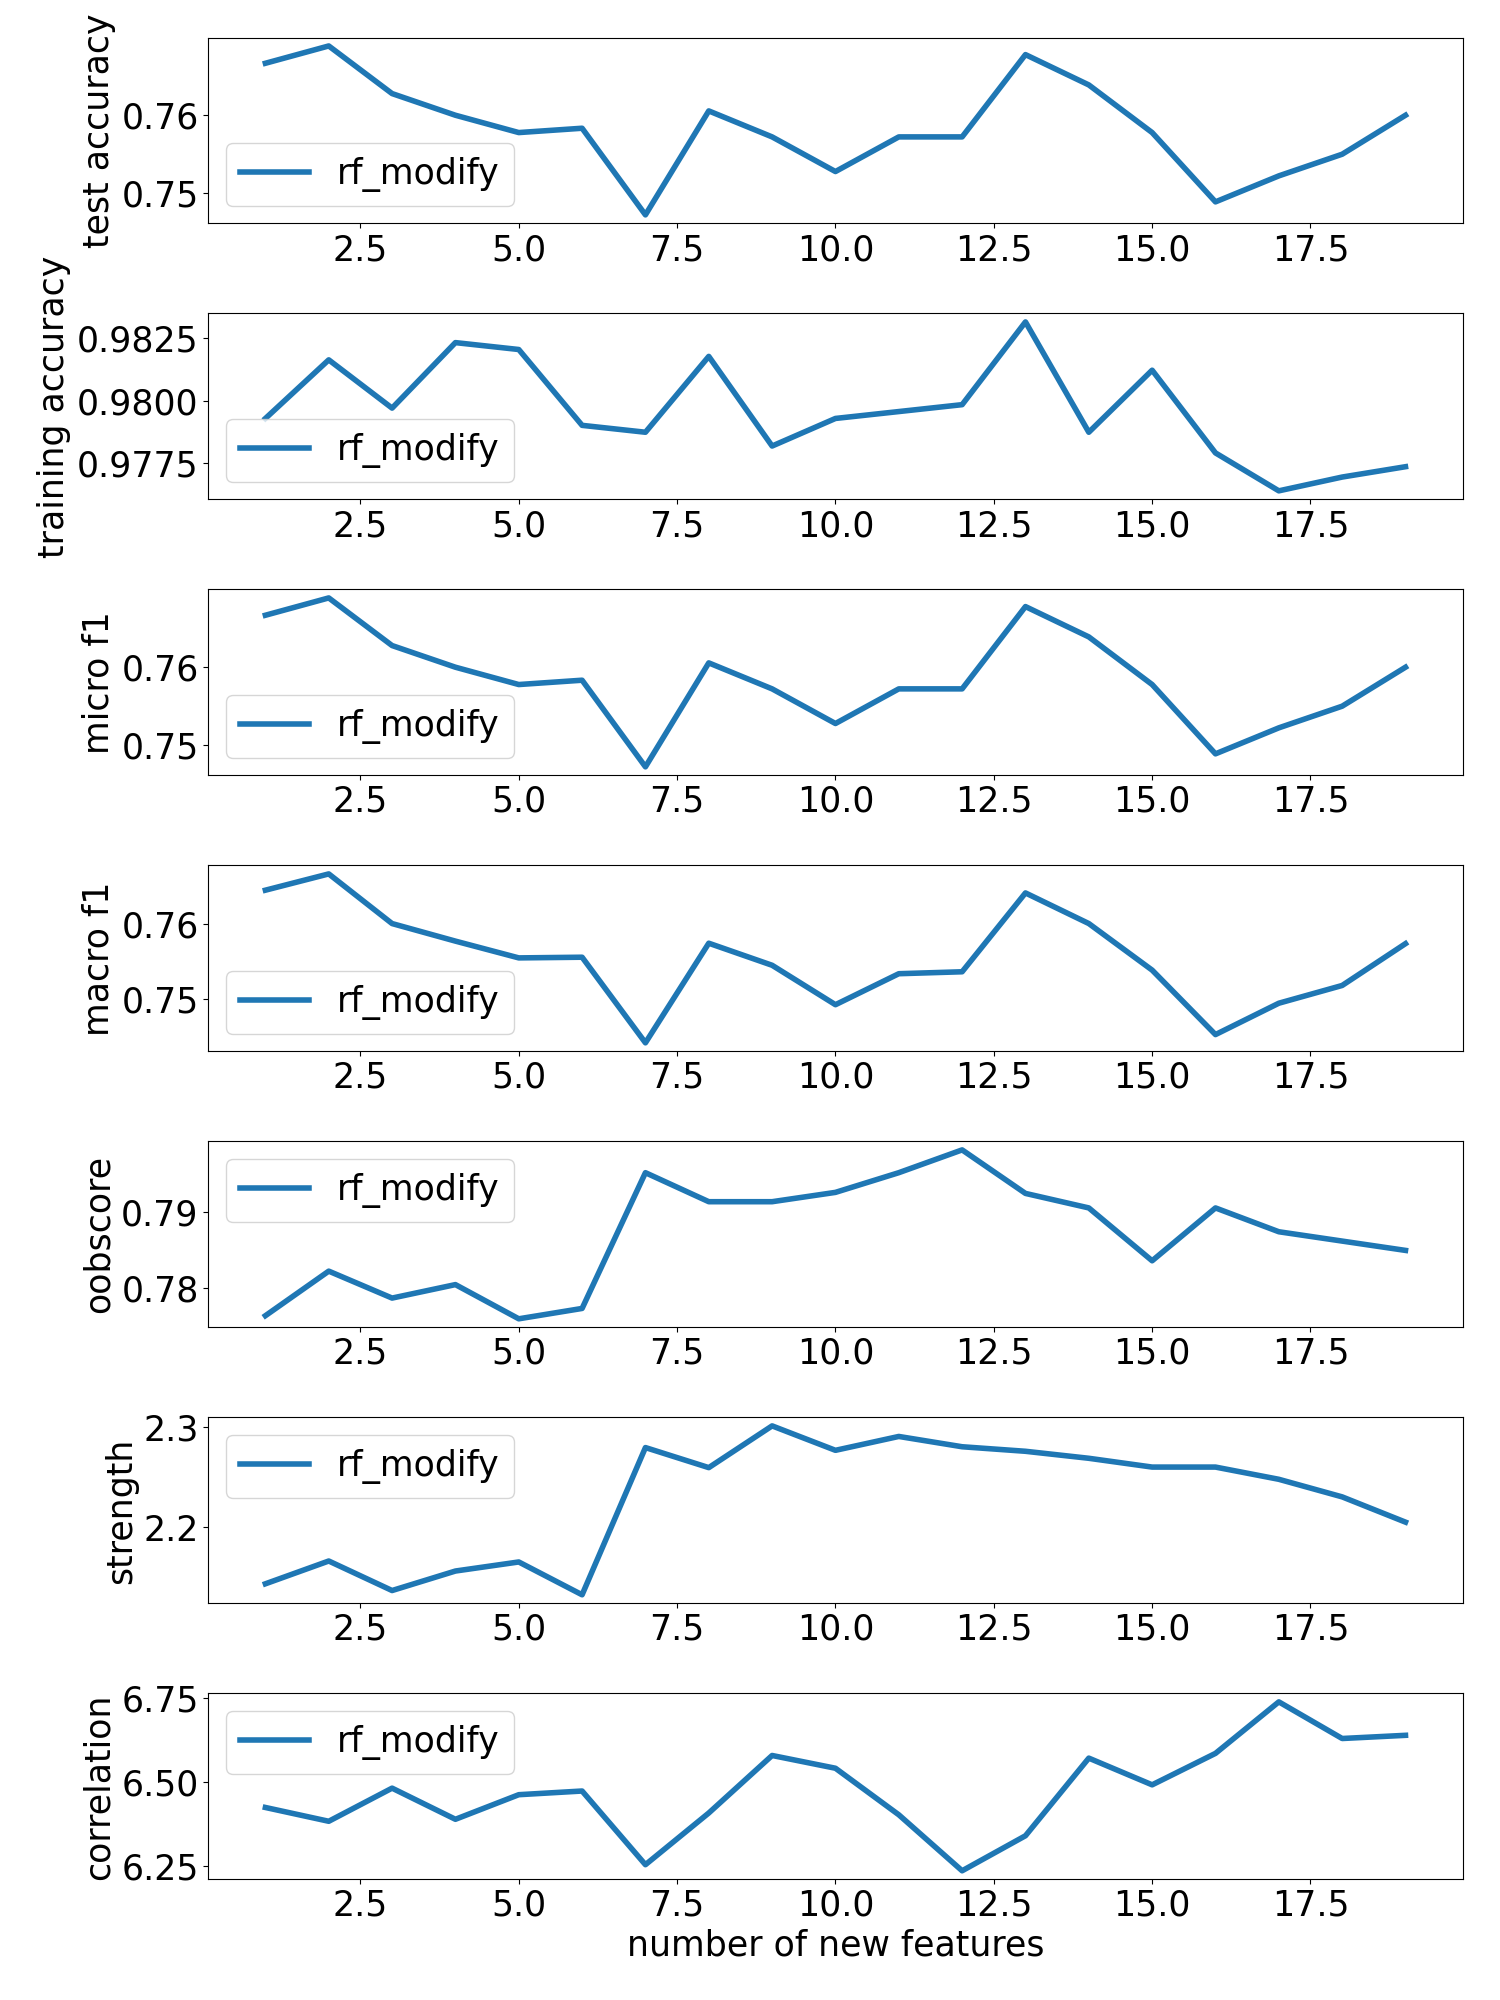 test accuracy
0.76
0.75
rf_modify
2.5 5.0 7.5 10.0 12.5 15.0 17.5
training accuracy
0.9825
0.9800
0.9775
rf_modify
2.5 5.0 7.5 10.0 12.5 15.0 17.5
micro f1
0.76
0.75
rf_modify
2.5 5.0 7.5 10.0 12.5 15.0 17.5
macro f1
0.76
0.75
rf_modify
2.5 5.0 7.5 10.0 12.5 15.0 17.5
oobscore
0.79
0.78
rf_modify
2.5 5.0 7.5 10.0 12.5 15.0 17.5
strength
2.3
2.2
rf_modify
2.5 5.0 7.5 10.0 12.5 15.0 17.5
correlation
6.75
6.50
6.25
rf_modify
2.5 5.0 7.5 10.0 12.5 15.0 17.5
number of new features